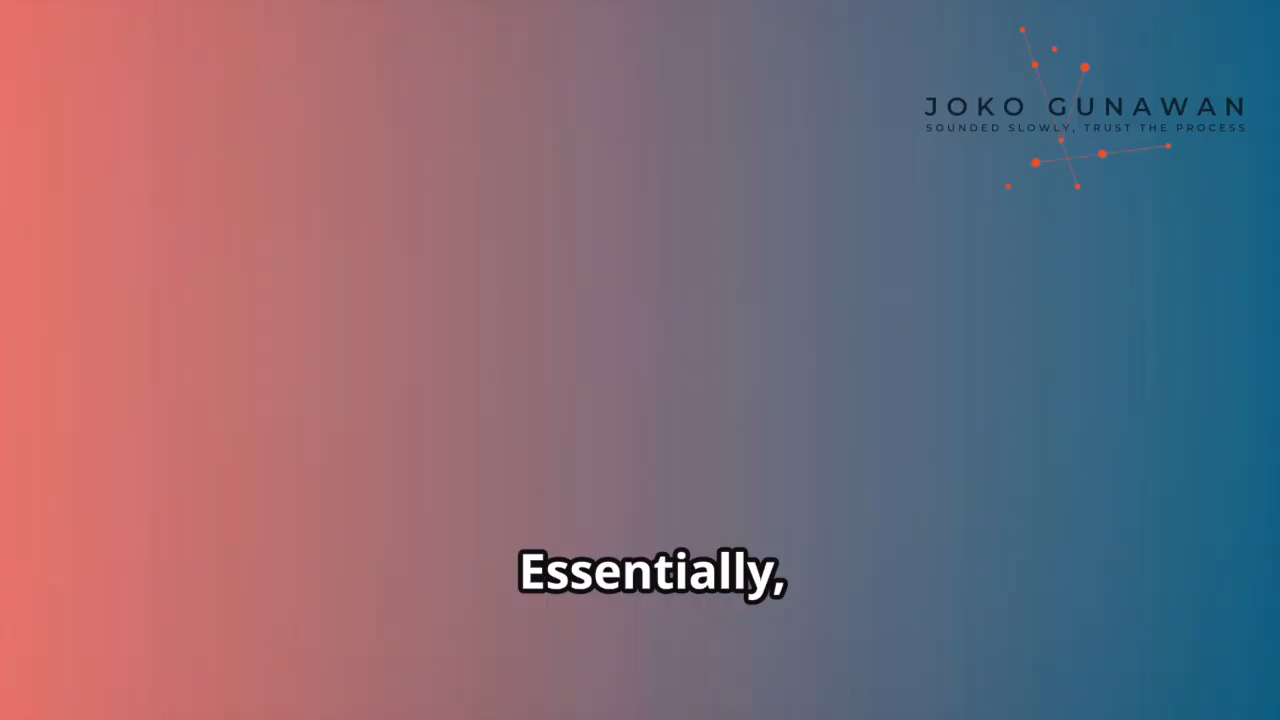 JOKO GUNAWAN
SOUNDED SLOWLY, TRUST THE PROCESS
Essentially,